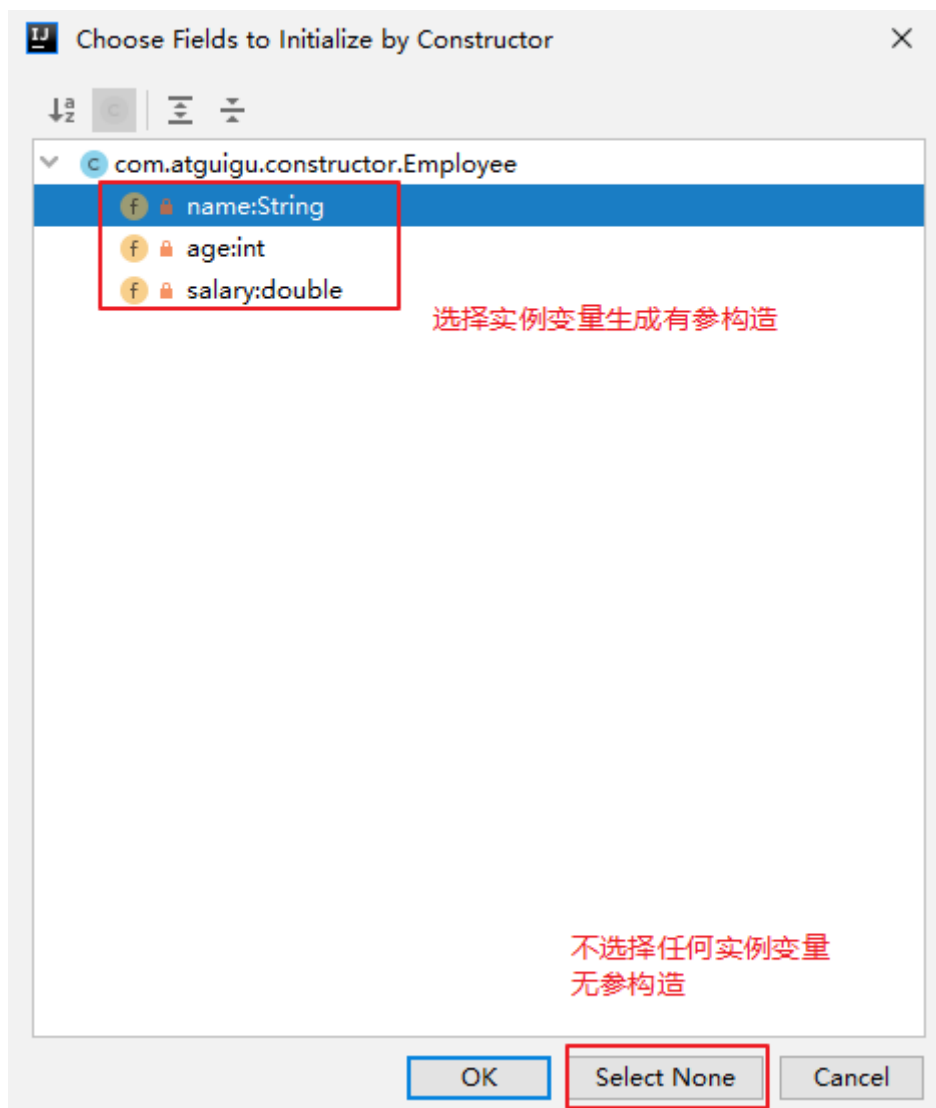 Choose Fields to Initialize by Constructor
com.atguigu.constructor.Employee
name:String
age:int
salary:double
选择实例变量生成有参构造
不选择任何实例变量
无参构造
OK Select None Cancel